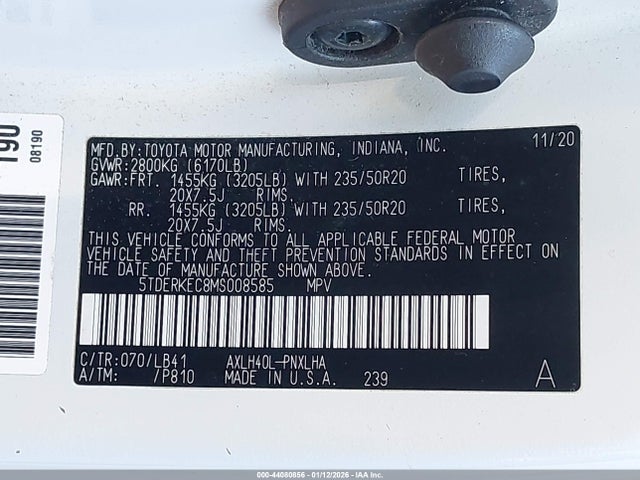 190
08190
MFD. BY: TOYOTA MOTOR MANUFACTURING, INDIANA, INC. 11/20
GVWR: 2800KG (6170LB)
GAWR: FRT. 1455KG (3205LB) WITH 235/50R20 TIRES,
20X7.5J RIMS.
RR. 1455KG (3205LB) WITH 235/50R20 TIRES,
20X7.5J RIMS.
THIS VEHICLE CONFORMS TO ALL APPLICABLE FEDERAL MOTOR
VEHICLE SAFETY AND THEFT PREVENTION STANDARDS IN EFFECT ON
THE DATE OF MANUFACTURE SHOWN ABOVE.
5TDERKEC8MS008585 MPV
C/TR: 070/LB41 AXLH40L-PNXLHA
A/TM: /P810 MADE IN U.S.A. 239 A
000-44080856 - 01/12/2026 - IAA Inc.